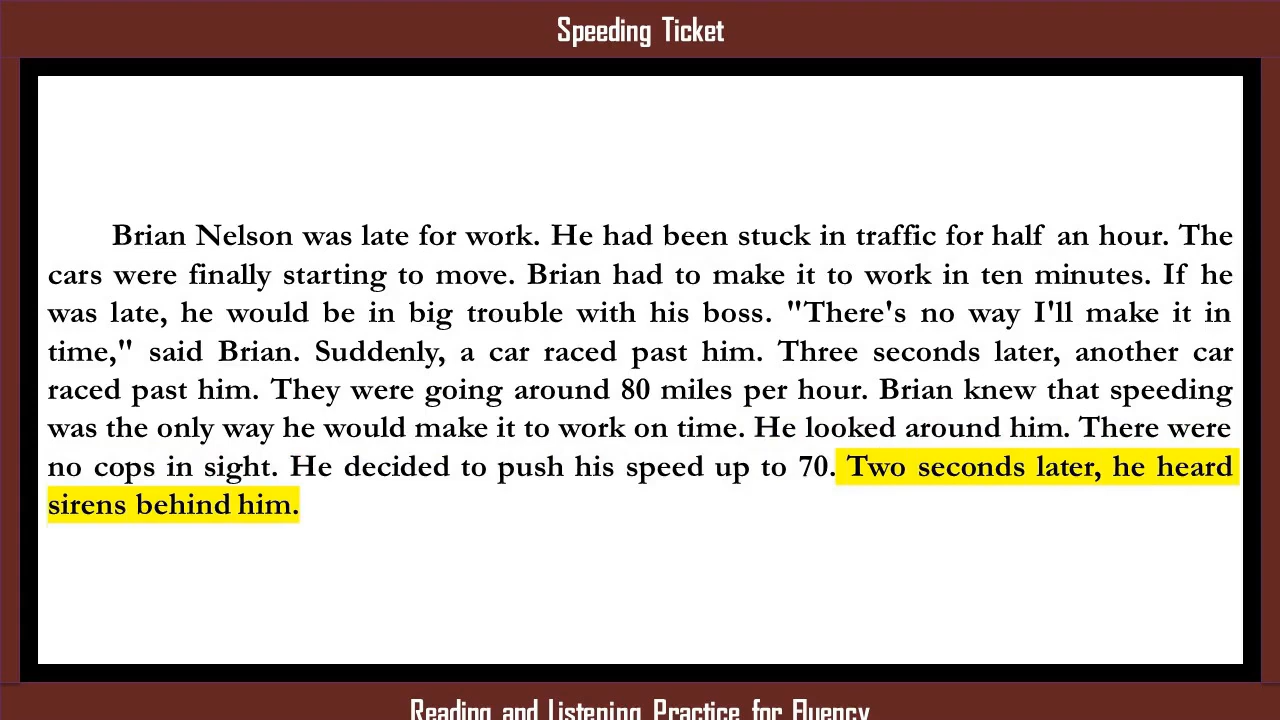 Speeding Ticket
Brian Nelson was late for work. He had been stuck in traffic for half an hour. The
cars were finally starting to move. Brian had to make it to work in ten minutes. If he
was late, he would be in big trouble with his boss. "There's no way I'll make it in
time," said Brian. Suddenly, a car raced past him. Three seconds later, another car
raced past him. They were going around 80 miles per hour. Brian knew that speeding
was the only way he would make it to work on time. He looked around him. There were
no cops in sight. He decided to push his speed up to 70. Two seconds later, he heard
sirens behind him.
Reading and Listening Practice for Fluency